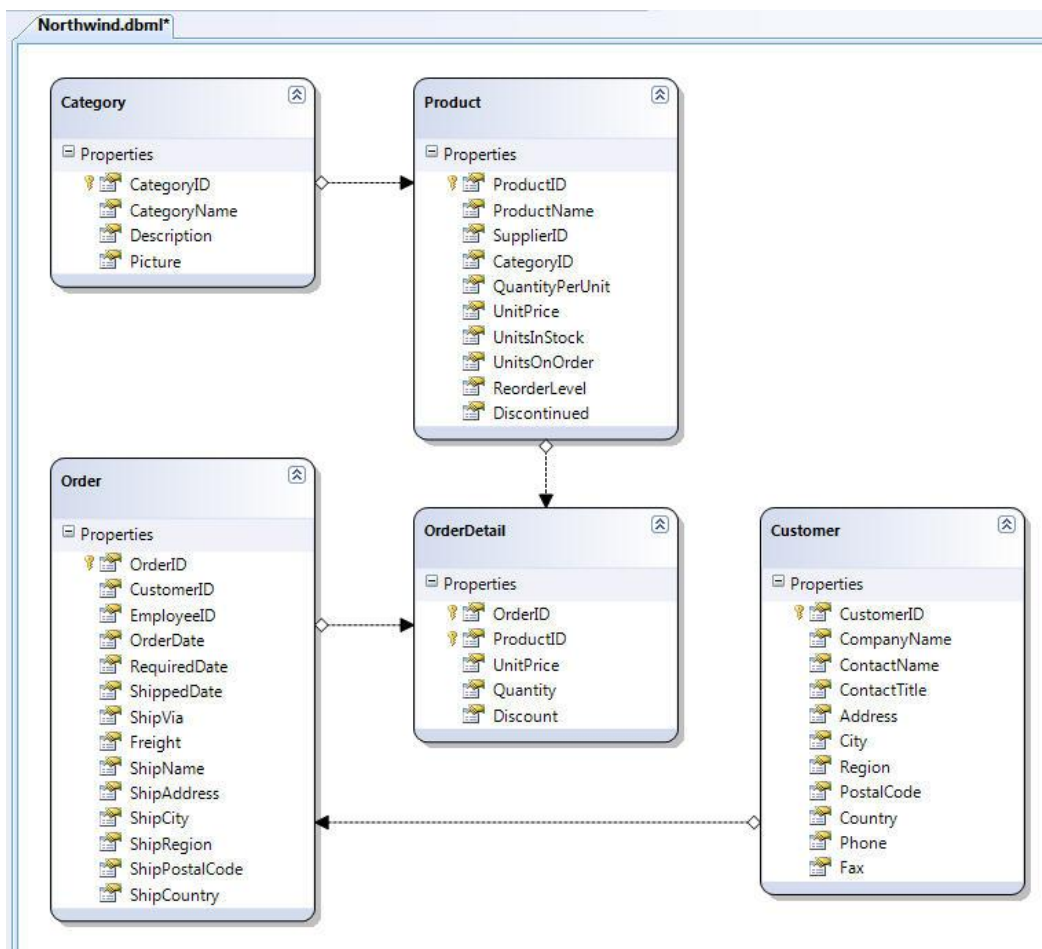 Northwind.dbml*
Category
Properties
CategoryID
CategoryName
Description
Picture
Product
Properties
ProductID
ProductName
SupplierID
CategoryID
QuantityPerUnit
UnitPrice
UnitsInStock
UnitsOnOrder
ReorderLevel
Discontinued
Order
Properties
OrderID
CustomerID
EmployeeID
OrderDate
RequiredDate
ShippedDate
ShipVia
Freight
ShipName
ShipAddress
ShipCity
ShipRegion
ShipPostalCode
ShipCountry
OrderDetail
Properties
OrderID
ProductID
UnitPrice
Quantity
Discount
Customer
Properties
CustomerID
CompanyName
ContactName
ContactTitle
Address
City
Region
PostalCode
Country
Phone
Fax